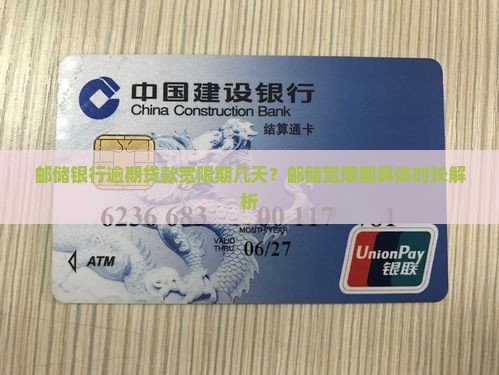 中国建设银行
China Construction Bank
结算通卡
邮储银行逾期贷款宽限期几天？邮储宽限期具体时长解
析
6236 683 00 117
MONTH/YEAR
VALID
THRU 06/27
ATM
UnionPay
银联